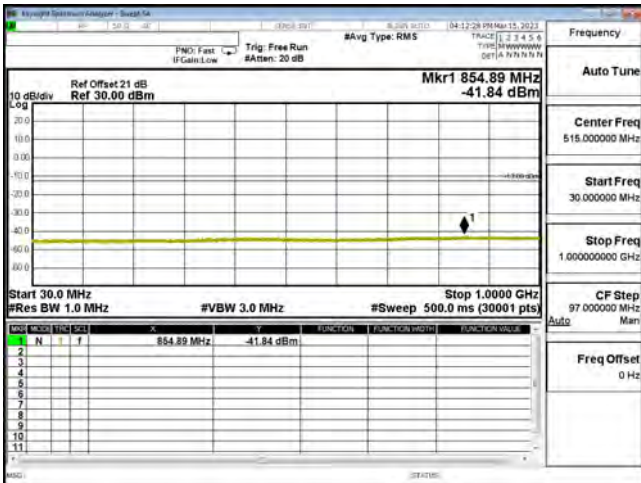 Keysight Spectrum Analyzer - Swept SA
04:12:28 PM Mar 15, 2023
#Avg Type: RMS
TRACE 1 2 3 4 5 6
TYPE M WWWWW
DET A N N N N N
PNO: Fast
IFGain:Low
Trig: Free Run
#Atten: 20 dB
Frequency
Auto Tune
Mkr1 854.89 MHz
-41.84 dBm
Ref Offset 21 dB
Ref 30.00 dBm
10 dB/div
Log
20.0
10.0
0.00
-10.0
-13.00 dBm
-20.0
-30.0
-40.0
-50.0
-60.0
1
Center Freq
515.000000 MHz
Start Freq
30.000000 MHz
Stop Freq
1.000000000 GHz
CF Step
97.000000 MHz
Auto Man
Freq Offset
0 Hz
Start 30.0 MHz
Stop 1.0000 GHz
#Res BW 1.0 MHz
#VBW 3.0 MHz
#Sweep 500.0 ms (30001 pts)
MKR MODE TRC SCL X Y FUNCTION FUNCTION WIDTH FUNCTION VALUE
1 N 1 f 854.89 MHz -41.84 dBm
2
3
4
5
6
7
8
9
10
11
MSG
STATUS